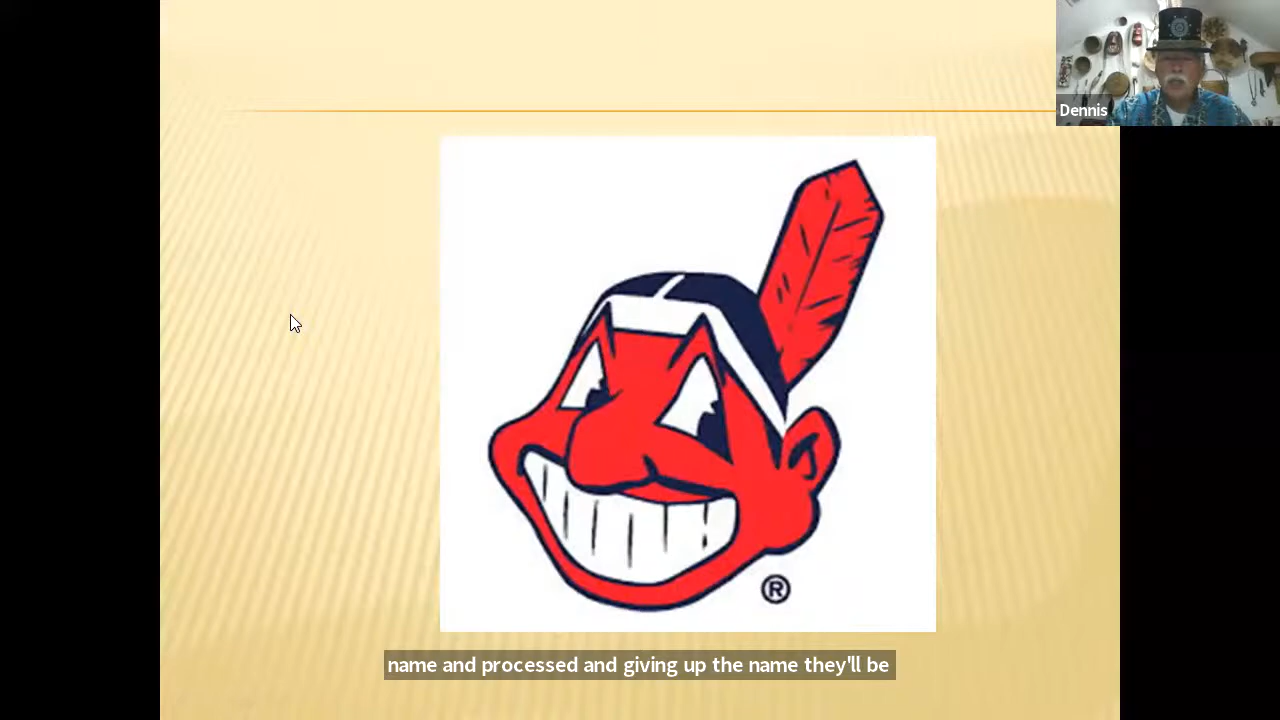 Dennis
®
name and processed and giving up the name they'll be